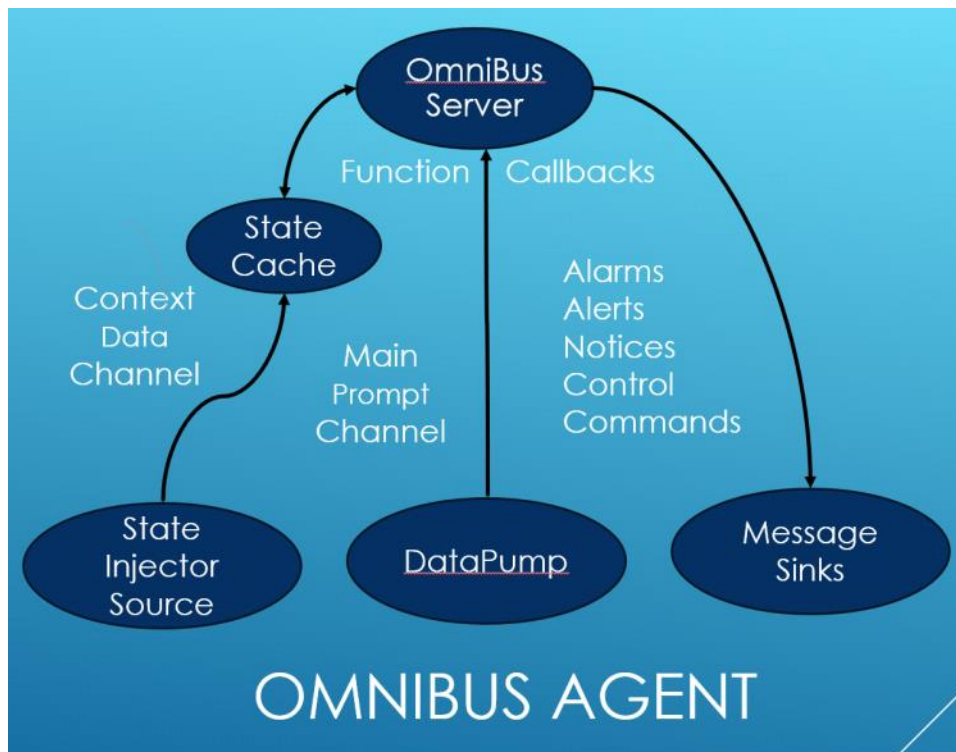 OmniBus
Server
Function Callbacks
State
Cache
Context
Data
Channel
Main
Prompt
Channel
Alarms
Alerts
Notices
Control
Commands
State
Injector
Source
DataPump
Message
Sinks
OMNIBUS AGENT